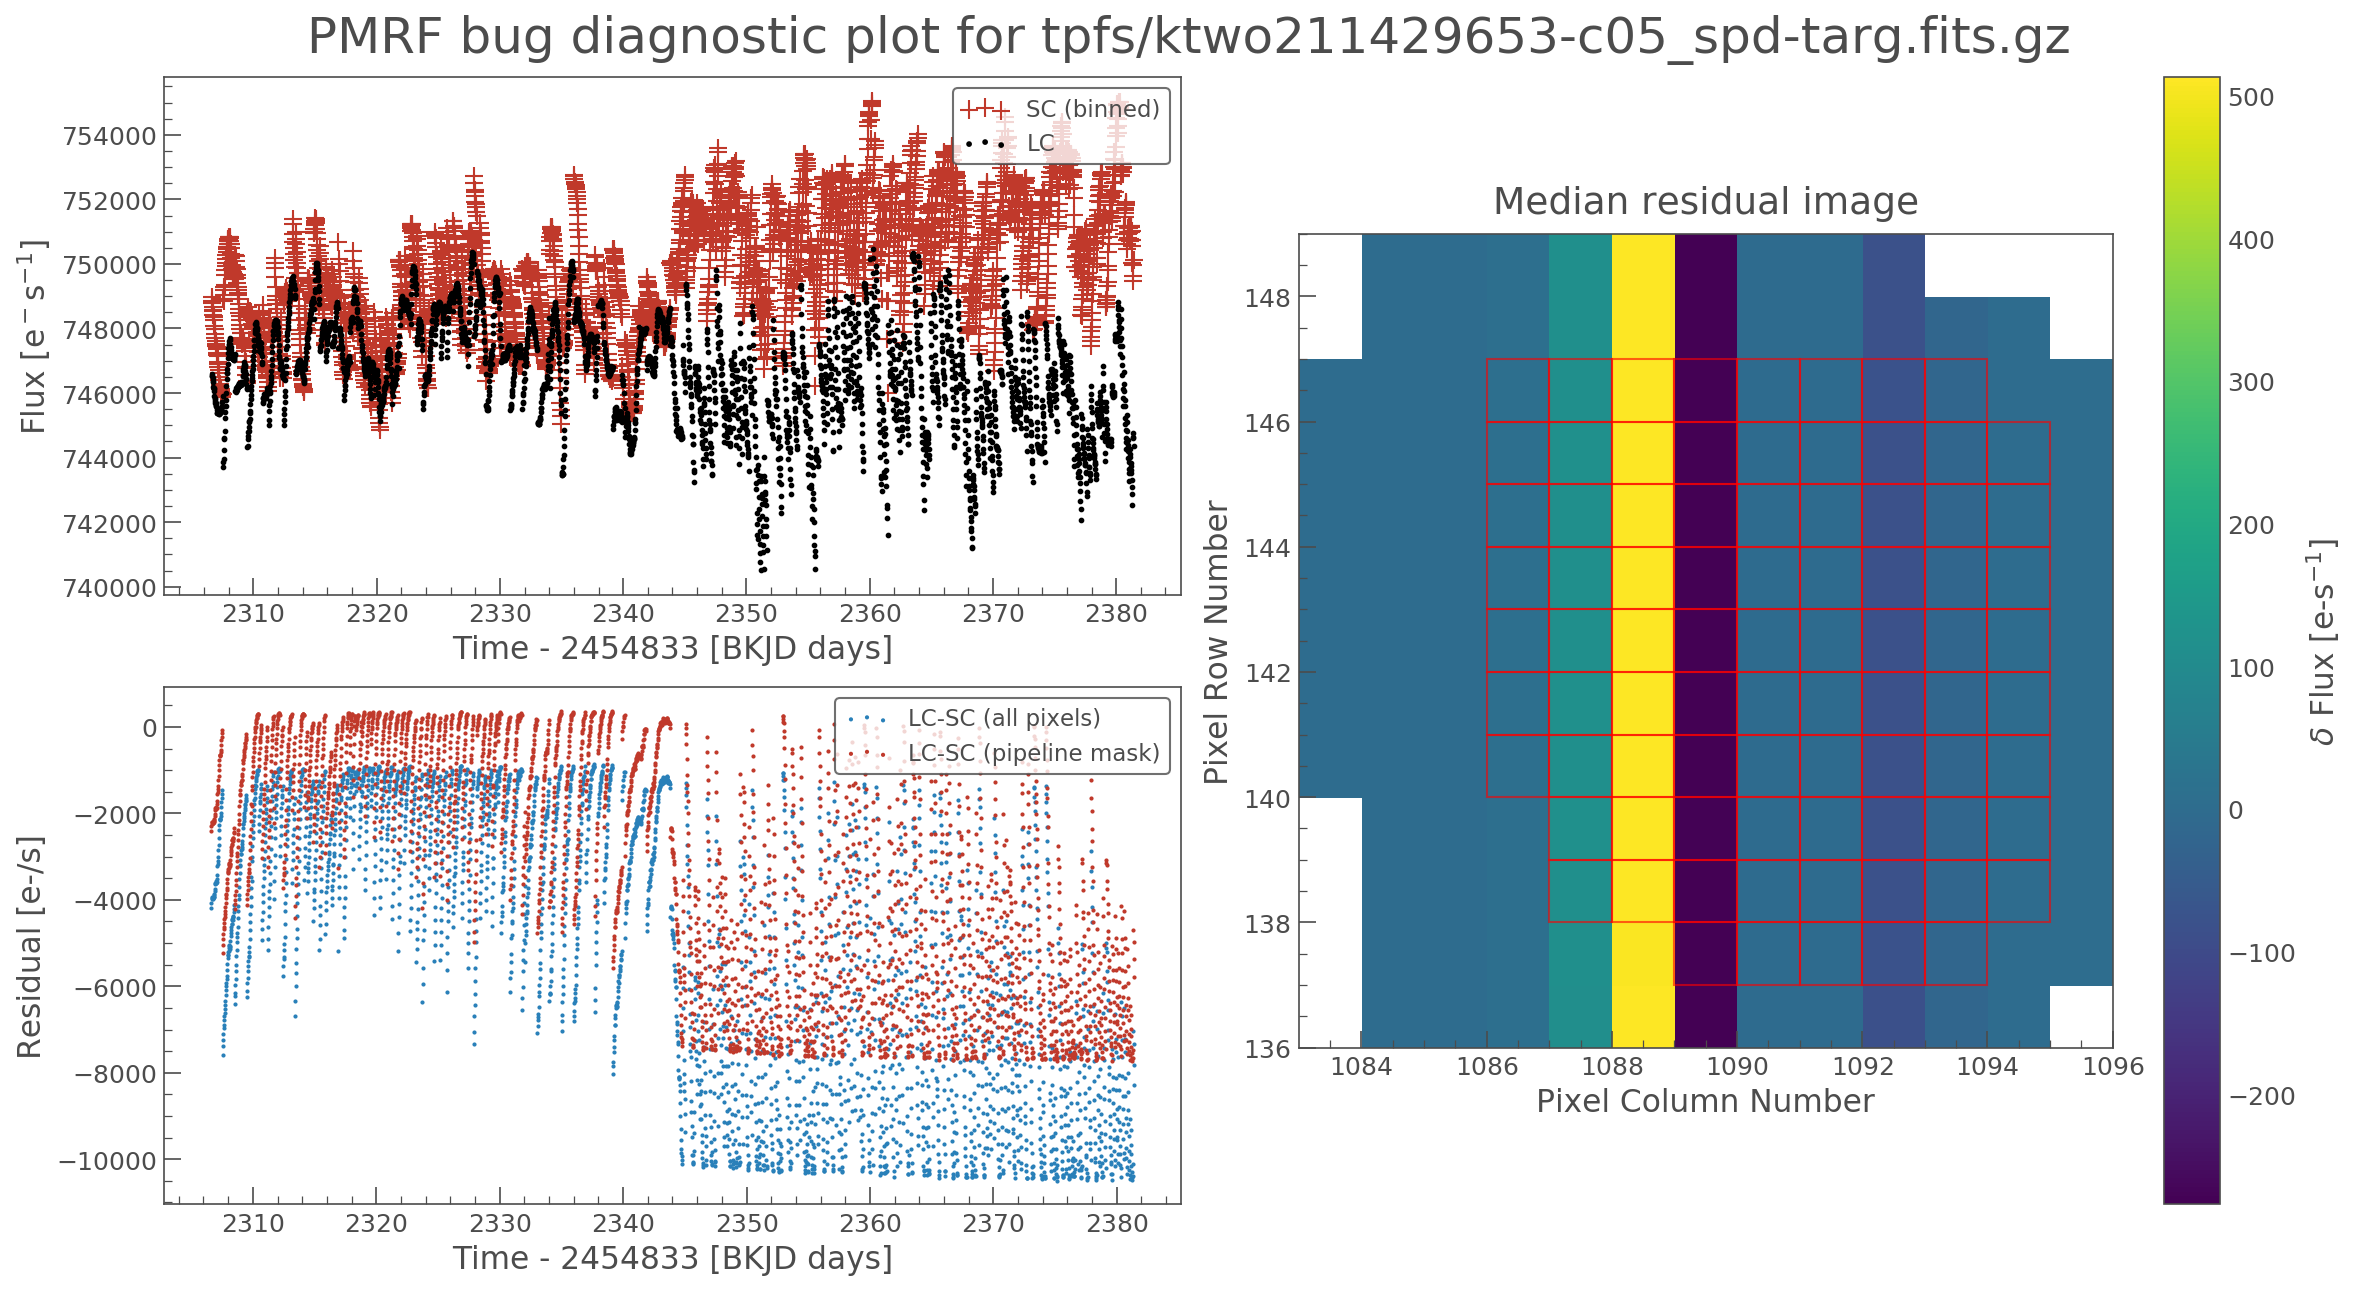 PMRF bug diagnostic plot for tpfs/ktwo211429653-c05_spd-targ.fits.gz
Flux [e⁻s⁻¹]
754000
752000
750000
748000
746000
744000
742000
740000
SC (binned)
LC
2310 2320 2330 2340 2350 2360 2370 2380
Time - 2454833 [BKJD days]
Residual [e-/s]
0
−2000
−4000
−6000
−8000
−10000
LC-SC (all pixels)
LC-SC (pipeline mask)
2310 2320 2330 2340 2350 2360 2370 2380
Time - 2454833 [BKJD days]
Median residual image
Pixel Row Number
148
146
144
142
140
138
136
1084 1086 1088 1090 1092 1094 1096
Pixel Column Number
500
400
300
200
100
0
−100
−200
δ Flux [e-s⁻¹]